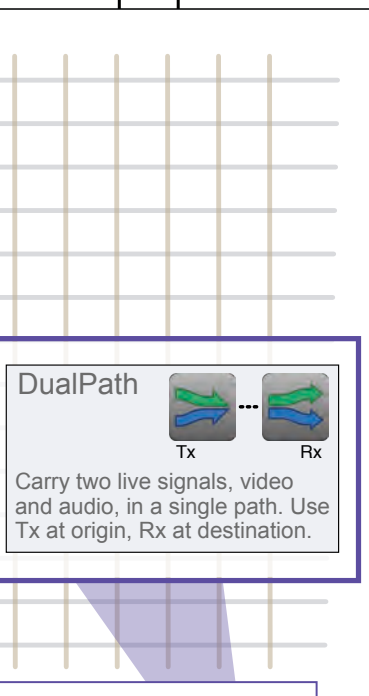 DualPath
Tx
Rx
Carry two live signals, video
and audio, in a single path. Use
Tx at origin, Rx at destination.